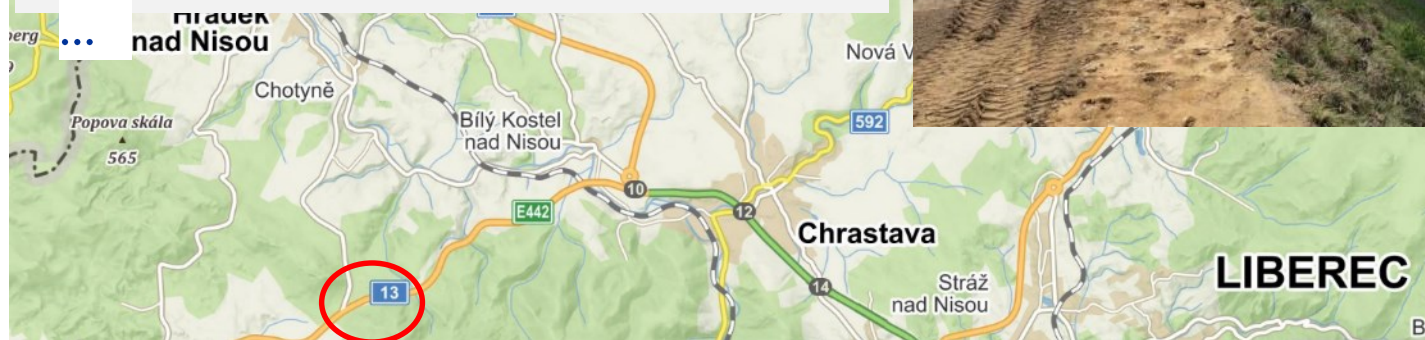 Hrádek
...
nad Nisou
Nová V
Chotyně
592
Popova skála
565
Bílý Kostel
nad Nisou
10
E442
12
Chrastava
13
14
Stráž
nad Nisou
LIBEREC
B